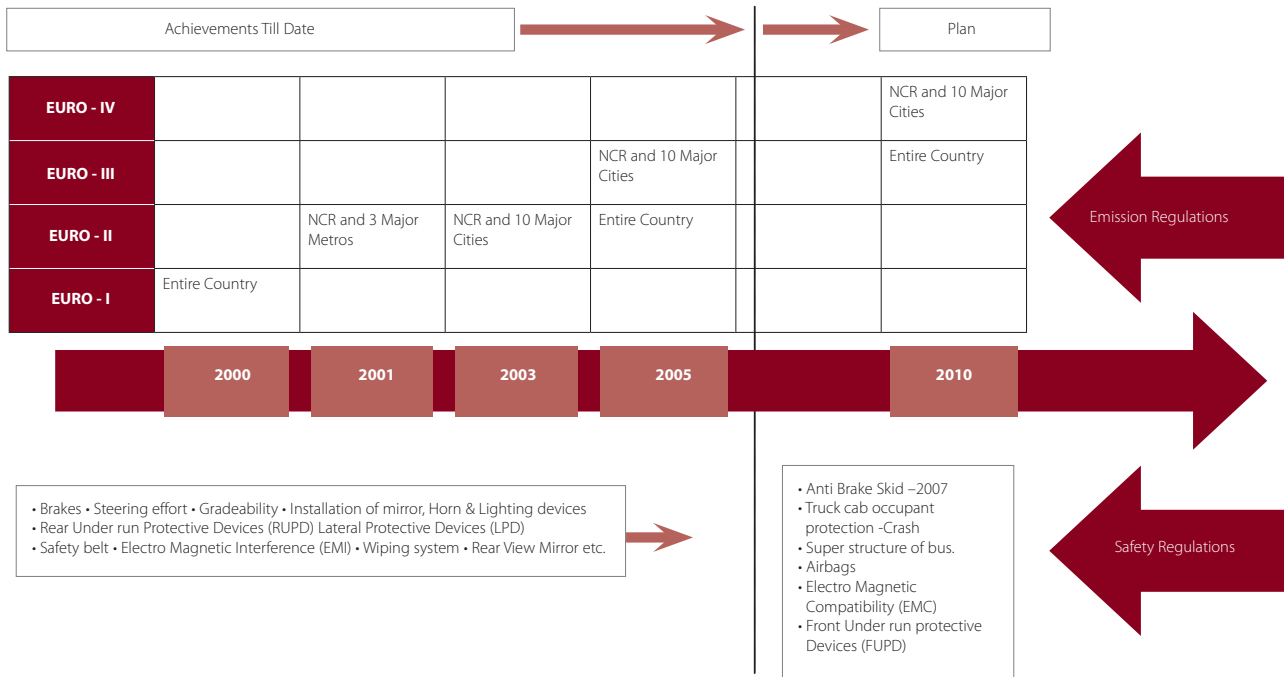 Achievements Till Date
Plan
EURO - IV
NCR and 10 Major
Cities
EURO - III
NCR and 10 Major
Cities
Entire Country
EURO - II
NCR and 3 Major
Metros
NCR and 10 Major
Cities
Entire Country
EURO - I
Entire Country
Emission Regulations
2000
2001
2003
2005
2010
• Brakes • Steering effort • Gradeability • Installation of mirror, Horn & Lighting devices
• Rear Under run Protective Devices (RUPD) Lateral Protective Devices (LPD)
• Safety belt • Electro Magnetic Interference (EMI) • Wiping system • Rear View Mirror etc.
• Anti Brake Skid –2007
• Truck cab occupant
protection -Crash
• Super structure of bus.
• Airbags
• Electro Magnetic
Compatibility (EMC)
• Front Under run protective
Devices (FUPD)
Safety Regulations